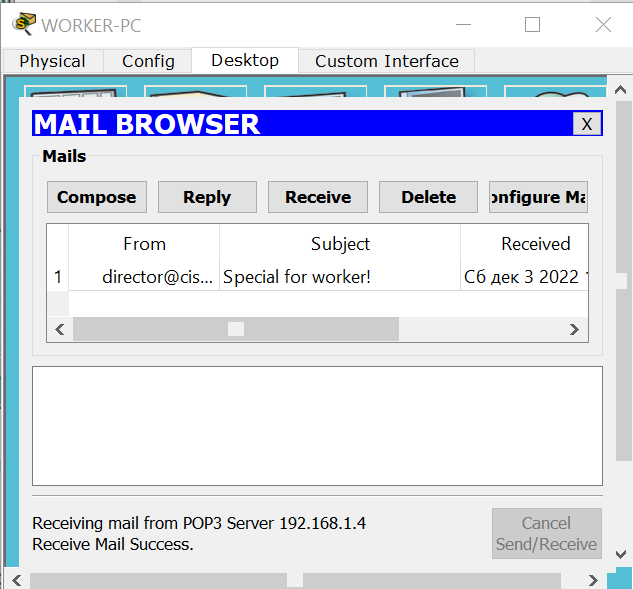 WORKER-PC
Physical Config Desktop Custom Interface
MAIL BROWSER X
Mails
Compose Reply Receive Delete onfigure Ma
From Subject Received
1 director@cis... Special for worker! Сб дек 3 2022 1
Receiving mail from POP3 Server 192.168.1.4
Receive Mail Success.
Cancel
Send/Receive